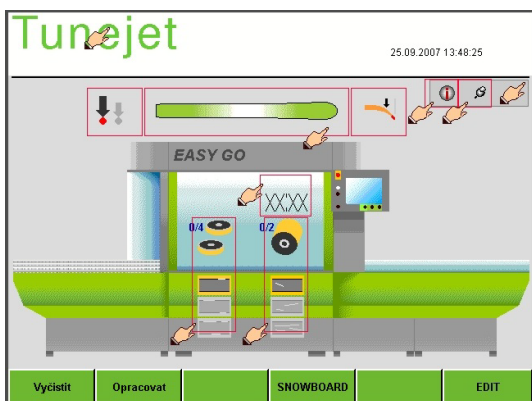 Tunejet
25.09.2007 13:48:25
EASY GO
0/4
0/2
Vyčistit
Opracovat
SNOWBOARD
EDIT